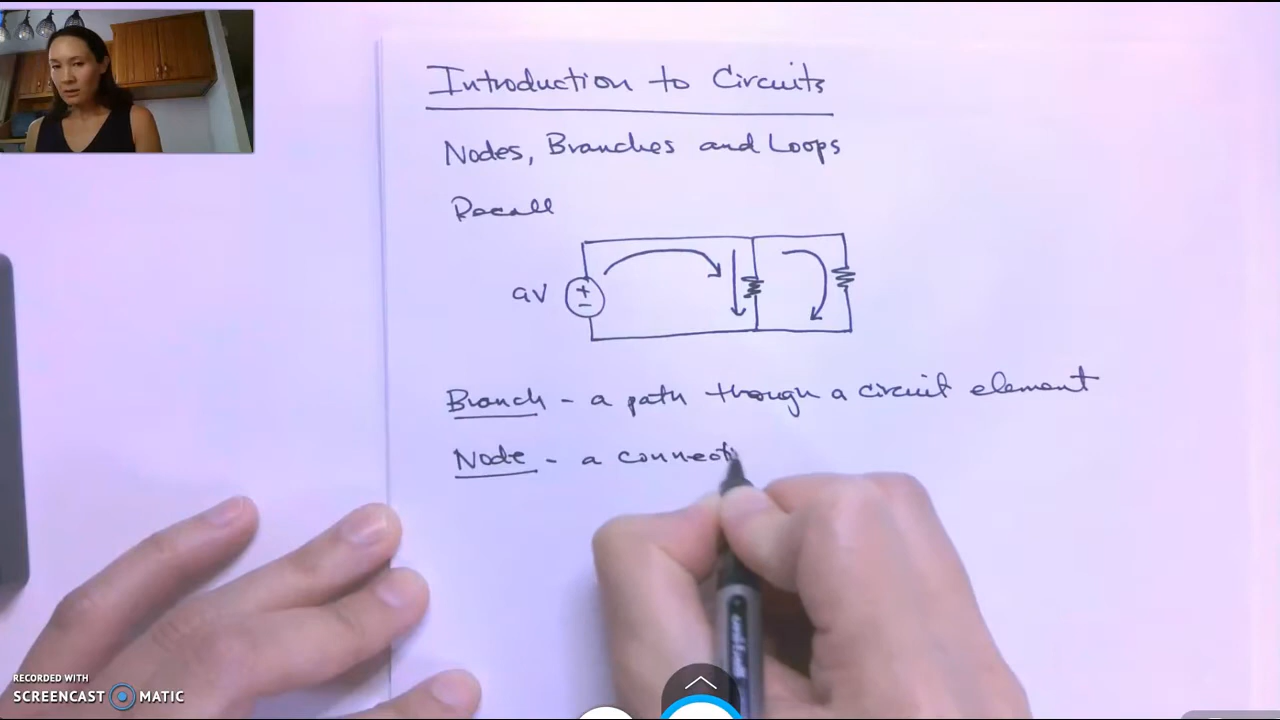 Introduction to Circuits
Nodes, Branches and Loops
Recall
9V
+
-
Branch - a path through a circuit element
Node - a connecti
RECORDED WITH
SCREENCAST MATIC